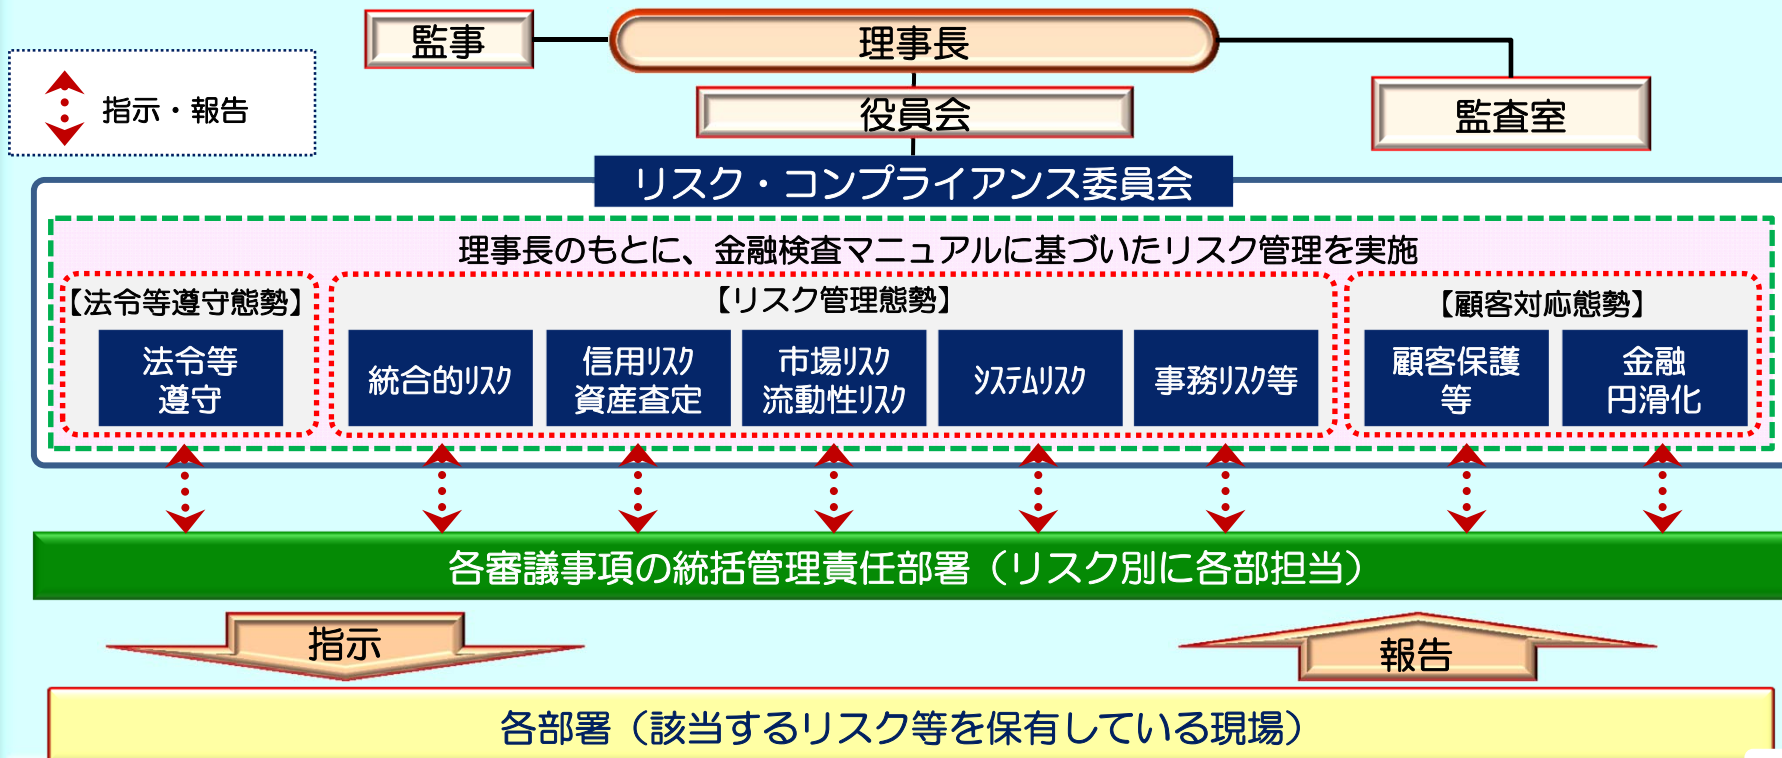 監事
理事長
指示・報告
役員会
監査室
リスク・コンプライアンス委員会
理事長のもとに、金融検査マニュアルに基づいたリスク管理を実施
【法令等遵守態勢】
【リスク管理態勢】
【顧客対応態勢】
法令等
遵守
統合的ﾘｽｸ
信用ﾘｽｸ
資産査定
市場ﾘｽｸ
流動性ﾘｽｸ
ｼｽﾃﾑﾘｽｸ
事務ﾘｽｸ等
顧客保護
等
金融
円滑化
各審議事項の統括管理責任部署（リスク別に各部担当）
指示
報告
各部署（該当するリスク等を保有している現場）